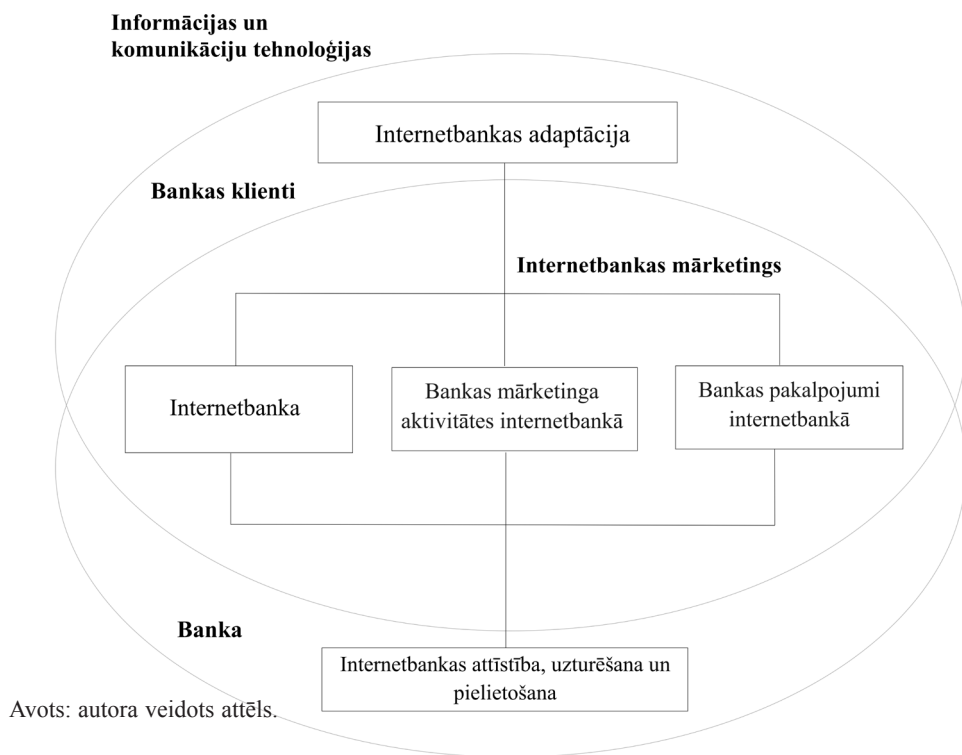 Informācijas un
komunikāciju tehnoloģijas
Internetbankas adaptācija
Bankas klienti
Internetbankas mārketings
Internetbanka
Bankas mārketinga
aktivitātes internetbankā
Bankas pakalpojumi
internetbankā
Banka
Internetbankas attīstība, uzturēšana un
pielietošana
Avots: autora veidots attēls.